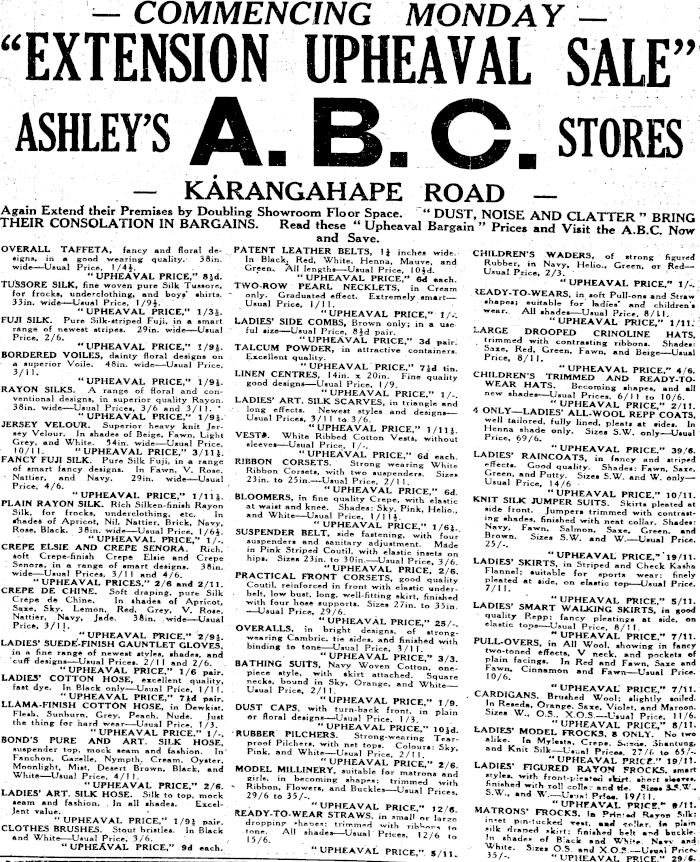 — COMMENCING MONDAY —
"EXTENSION UPHEAVAL SALE"
ASHLEY'S A.B.C. STORES
— KARANGAHAPE ROAD —
Again Extend their Premises by Doubling Showroom Floor Space. "DUST, NOISE AND CLATTER" BRING
THEIR CONSOLATION IN BARGAINS. Read these "Upheaval Bargain" Prices and Visit the A.B.C. Now
and Save.
OVERALL TAFFETA, fancy and floral de-
signs, in a good wearing quality. 38in.
wide—Usual Price, 1/4½.
"UPHEAVAL PRICE," 8½d.
TUSSORE SILK, fine woven pure Silk Tussore,
for frocks, underclothing, and boys' shirts.
33in. wide—Usual Price, 1/9½.
"UPHEAVAL PRICE," 1/3½.
FUJI SILK. Pure Silk-striped Fuji, in a smart
range of newest stripes. 29in. wide—Usual
Price, 2/6.
"UPHEAVAL PRICE," 1/9½.
BORDERED VOILES, dainty floral designs on
a superior Voile. 48in. wide—Usual Price,
3/11.
"UPHEAVAL PRICE," 1/9½.
RAYON SILKS. A range of floral and con-
ventional designs, in superior quality Rayon.
38in. wide—Usual Prices, 3/6 and 3/11.
"UPHEAVAL PRICE," 1/9½.
JERSEY VELOUR. Superior heavy knit Jer-
sey Velour. In shades of Beige, Fawn, Light
Grey, and White. 54in. wide—Usual Price,
10/11. "UPHEAVAL PRICE," 3/11½.
FANCY FUJI SILK. Pure Silk Fuji, in a range
of smart fancy designs. In Fawn, V. Rose,
Nattier, and Navy. 29in. wide—Usual
Price, 4/6.
"UPHEAVAL PRICE," 1/11½.
PLAIN RAYON SILK. Rich Silken-finish Rayon
Silk, for frocks, underclothing, etc. In
shades of Apricot, Nil, Nattier, Brick, Navy,
Rose, Black. 38in. wide—Usual Price, 1/6½.
"UPHEAVAL PRICE," 1/-.
CREPE ELSIE AND CREPE SENORA. Rich,
soft Crepe-finish Crepe Elsie and Crepe
Senora, in a range of smart designs. 38in.
wide—Usual Prices, 3/11 and 4/6.
"UPHEAVAL PRICES," 2/8 and 2/11.
CREPE DE CHINE. Soft draping, pure Silk
Crepe de Chine. In shades of Apricot,
Saxe, Sky, Lemon, Red, Grey, V. Rose,
Nattier, Navy, Jade. 38in. wide—Usual
Price, 3/11.
"UPHEAVAL PRICE," 2/9½.
LADIES' SUEDE-FINISH GAUNTLET GLOVES,
in a fine range of newest styles, shades, and
cuff designs—Usual Prices, 2/11 and 2/6.
"UPHEAVAL PRICE," 1/6 pair.
LADIES' COTTON HOSE, excellent quality,
fast dye. In Black only—Usual Price, 1/11.
"UPHEAVAL PRICE," 7½d pair.
LLAMA-FINISH COTTON HOSE, in Dewkist,
Flesh, Sunburn, Grey, Peach, Nude. Just
the thing for hard wear—Usual Price, 1/3.
"UPHEAVAL PRICE," 1/-.
BOND'S PURE AND ART. SILK HOSE,
suspender top, mock seam and fashion. In
Fanchon, Gazelle, Nymph, Cream, Oyster,
Moonlight, Mist, Desert Brown, Black, and
White—Usual Price, 4/11.
"UPHEAVAL PRICE," 2/6.
LADIES' ART. SILK HOSE. Silk to top, mock
seam and fashion. In all shades. Excel-
lent value.
"UPHEAVAL PRICE," 1/9½ pair.
CLOTHES BRUSHES. Stout bristles. In Black
and White—Usual Price, 3/6.
"UPHEAVAL PRICE," 9d each.
PATENT LEATHER BELTS, 1¼ inches wide.
In Black, Red, White, Henna, Mauve, and
Green. All lengths—Usual Price, 10½d.
"UPHEAVAL PRICE," 6d each.
TWO-ROW PEARL NECKLETS, in Cream
only. Graduated effect. Extremely smart—
Usual Price, 1/11.
"UPHEAVAL PRICE," 1/-.
LADIES' SIDE COMBS, Brown only; in a use-
ful size—Usual Price, 8½d pair.
"UPHEAVAL PRICE," 3d pair.
TALCUM POWDER, in attractive containers.
Excellent quality.
"UPHEAVAL PRICE," 7½d tin.
LINEN CENTRES, 14in. x 20in. Fine quality
good designs—Usual Price, 1/9.
"UPHEAVAL PRICE," 1/-.
LADIES' ART. SILK SCARVES, in triangle and
long effects. Newest styles and designs—
Usual Prices, 3/11 to 3/6.
"UPHEAVAL PRICE," 1/11½.
VESTS. White Ribbed Cotton Vests, without
sleeves—Usual Price, 1/-.
"UPHEAVAL PRICE," 6d each.
RIBBON CORSETS. Strong wearing White
Ribbon Corsets, with two suspenders. Sizes
23in. to 25in.—Usual Price, 2/11.
"UPHEAVAL PRICE," 6d.
BLOOMERS, in fine quality Crepe, with elastic
at waist and knee. Shades: Sky, Pink, Helio.,
and White—Usual Price, 1/11½.
"UPHEAVAL PRICE," 1/6½.
SUSPENDER BELT, side fastening, with four
suspenders and sanitary adjustment. Made
in Pink Striped Coutil, with elastic insets on
hips. Sizes 23in. to 30in.—Usual Price, 3/6.
"UPHEAVAL PRICE," 2/6.
PRACTICAL FRONT CORSETS, good quality
Coutil, reinforced in front with elastic under-
belt, low bust, long, well-fitting skirt, finished
with four hose supports. Sizes 27in. to 35in.
—Usual Price, 29/6.
"UPHEAVAL PRICE," 25/-.
OVERALLS, in bright designs, of strong-
wearing Cambric, tie sides, and finished with
binding to tone—Usual Price, 3/11.
"UPHEAVAL PRICE," 3/3.
BATHING SUITS, Navy Woven Cotton, one-
piece style, with skirt attached. Square
necks, bound in Sky, Orange, and White—
Usual Price, 2/11.
"UPHEAVAL PRICE," 1/9.
DUST CAPS, with turn-back front, in plain
or floral designs—Usual Price, 1/3.
"UPHEAVAL PRICE," 10½d.
RUBBER PILCHERS. Strong-wearing Tear-
proof Pilchers, with net tops. Colours: Sky,
Pink, and White—Usual Price, 2/11.
"UPHEAVAL PRICE," 2/6.
MODEL MILLINERY, suitable for matrons and
girls, in becoming shapes; trimmed with
Ribbon, Flowers, and Buckles—Usual Prices,
29/6 to 35/-.
"UPHEAVAL PRICE," 12/6.
READY-TO-WEAR STRAWS, in small or large
dropping shapes; trimmed with ribbons to
tone. All shades—Usual Prices, 12/6 to
15/6.
"UPHEAVAL PRICE," 5/11.
CHILDREN'S WADERS, of strong figured
Rubber, in Navy, Helio., Green, or Red—
Usual Price, 2/3.
"UPHEAVAL PRICE," 1/-.
READY-TO-WEARS, in soft Pull-ons and Straw
shapes; suitable for ladies' and children's
wear. All shades—Usual Price, 8/11.
"UPHEAVAL PRICE," 1/11.
LARGE DROOPED CRINOLINE HATS,
trimmed with contrasting ribbons. Shades:
Saxe, Red, Green, Fawn, and Beige—Usual
Price, 8/11.
"UPHEAVAL PRICE," 4/6.
CHILDREN'S TRIMMED AND READY-TO-
WEAR HATS. Becoming shapes, and all
new shades—Usual Prices, 6/11 to 10/6.
"UPHEAVAL PRICE," 2/11.
4 ONLY—LADIES' ALL-WOOL REPP COATS,
well tailored, fully lined, pleats at sides. In
Henna shade only. Sizes S.W. only—Usual
Price, 69/6.
"UPHEAVAL PRICE," 39/6.
LADIES' RAINCOATS, in fancy and striped
effects. Good quality. Shades: Fawn, Saxe,
Green, and Putty. Sizes S.W. and W. only—
Usual Price, 14/6
"UPHEAVAL PRICE," 10/11.
KNIT SILK JUMPER SUITS. Skirts pleated at
side front. Jumpers trimmed with contrast-
ing shades, finished with neat collar. Shades:
Navy, Fawn, Salmon, Saxe, Green, and
Brown. Sizes S.W. and W.—Usual Price,
25/-.
"UPHEAVAL PRICE," 19/11.
LADIES' SKIRTS, in Striped and Check Kasha
Flannel; suitable for sports wear; finely
pleated at side, on elastic top—Usual Price,
7/11.
"UPHEAVAL PRICE," 5/11.
LADIES' SMART WALKING SKIRTS, in good
quality Repp; fancy pleatings at side, on
elastic tops—Usual Price, 8/11.
"UPHEAVAL PRICE," 7/11.
PULL-OVERS, in All Wool, showing in fancy
two-toned effects, V neck, and pockets of
plain facings. In Red and Fawn, Saxe and
Fawn, Cinnamon and Fawn—Usual Price,
10/6.
"UPHEAVAL PRICE," 7/11.
CARDIGANS. Brushed Wool; slightly soiled.
In Reseda, Orange, Saxe, Violet, and Maroon.
Sizes W., O.S., X.O.S.—Usual Price, 11/6.
"UPHEAVAL PRICE," 8/11.
LADIES' MODEL FROCKS, 8 ONLY. No two
alike. In Mylesta, Crepe, Suisie, Shantung,
and Knit Silk—Usual Prices, 27/6 to 65/-.
"UPHEAVAL PRICE," 19/11.
LADIES' FIGURED RAYON FROCKS, smart
styles, with front-pleated skirt, short sleeves,
finished with roll collar and tie. Sizes S.S.W.,
S.W., and W.—Usual Price, 19/11.
"UPHEAVAL PRICE," 8/11.
MATRONS' FROCKS, in Printed Rayon Silk;
inset pin-tucked vest, and collar, in plain
silk draped skirt; finished belt and buckle.
In shades of Black and White, Navy and
White. Sizes O.S. and X.O.S.—Usual Price,
35/-. "UPHEAVAL PRICE," 28/6.